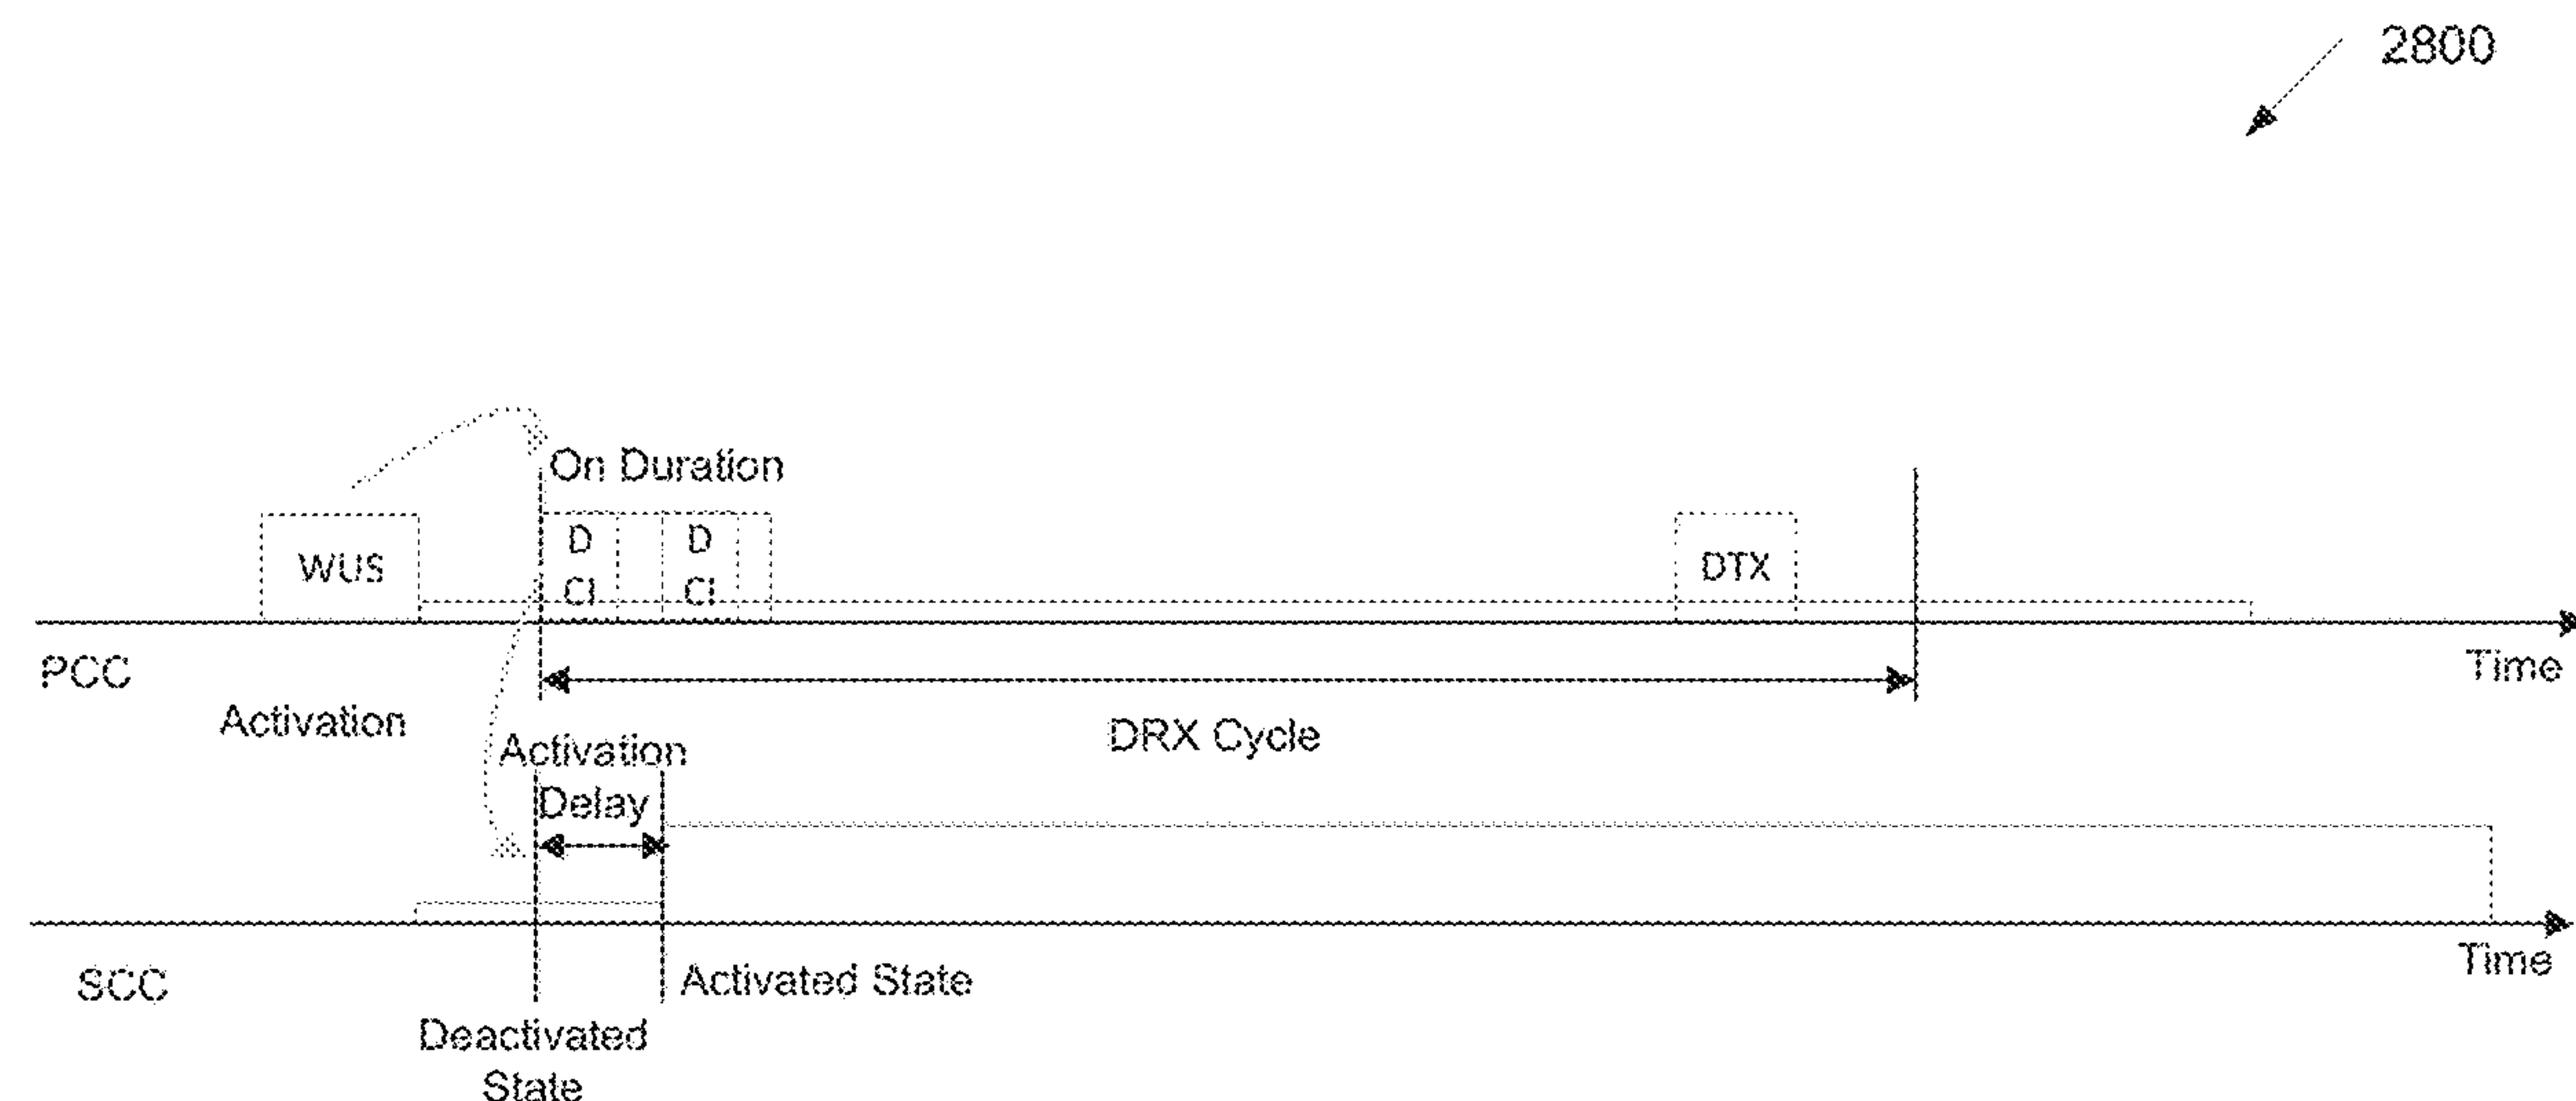 2800
On Duration
WUS
D
CI
D
CI
DTX
PCC
Time
Activation
DRX Cycle
Activation
Delay
SCC
Activated State
Time
Deactivated
State